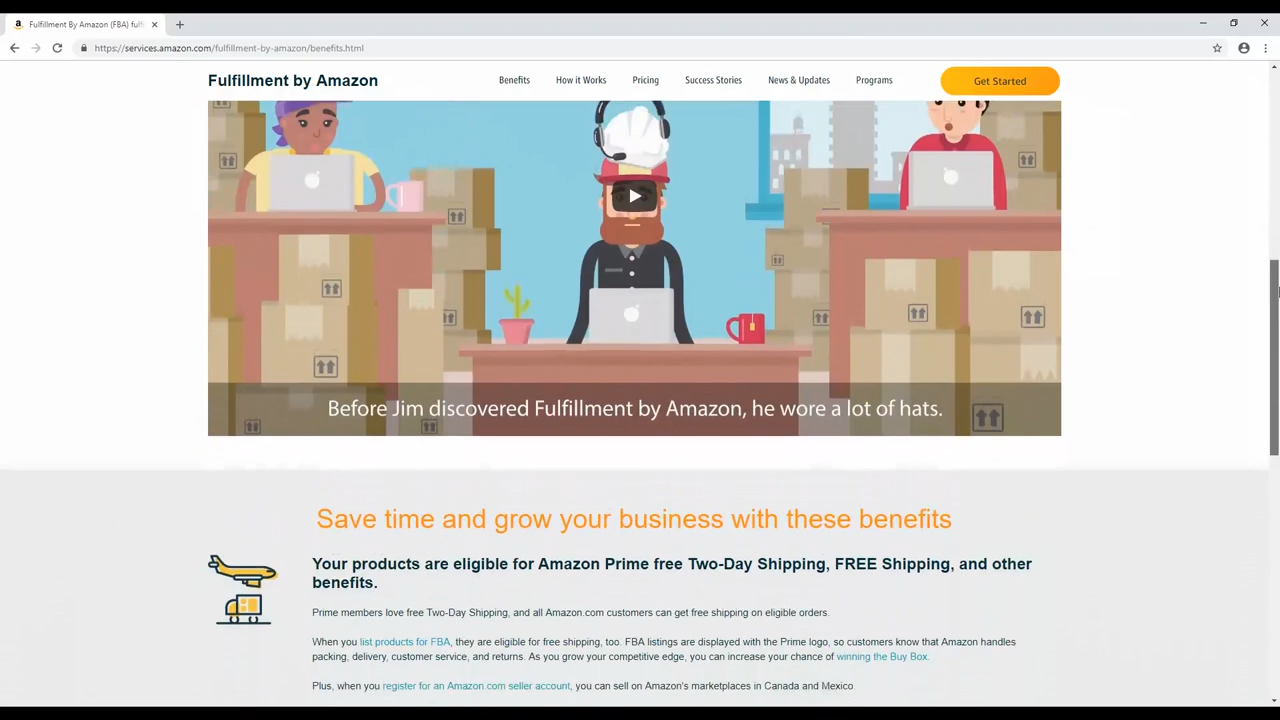 Fulfillment By Amazon (FBA) fulfi
https://services.amazon.com/fulfillment-by-amazon/benefits.html
Fulfillment by Amazon
Benefits
How it Works
Pricing
Success Stories
News & Updates
Programs
Get Started
Before Jim discovered Fulfillment by Amazon, he wore a lot of hats.
Save time and grow your business with these benefits
Your products are eligible for Amazon Prime free Two-Day Shipping, FREE Shipping, and other
benefits.
Prime members love free Two-Day Shipping, and all Amazon.com customers can get free shipping on eligible orders.
When you list products for FBA, they are eligible for free shipping, too. FBA listings are displayed with the Prime logo, so customers know that Amazon handles
packing, delivery, customer service, and returns. As you grow your competitive edge, you can increase your chance of winning the Buy Box.
Plus, when you register for an Amazon.com seller account, you can sell on Amazon's marketplaces in Canada and Mexico